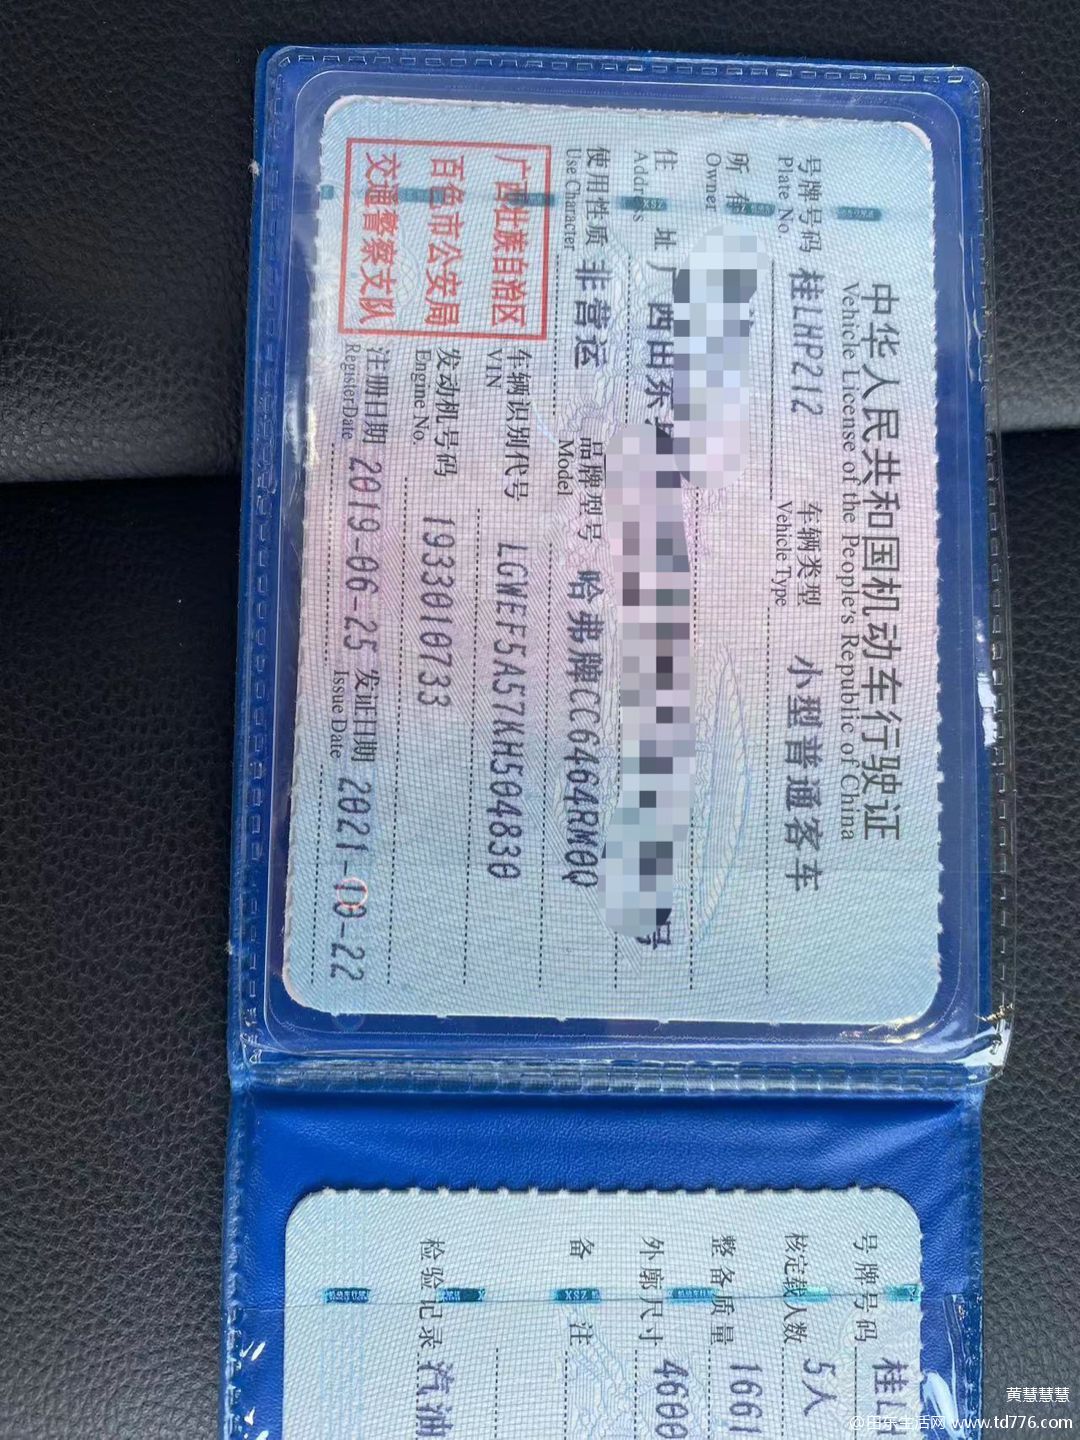 中华人民共和国机动车行驶证
Vehicle License of the People's Republic of China
号牌号码 桂LHP212 车辆类型 小型普通客车
Plate No. Vehicle Type
所有
Owner
住 址 广西田东 号
Address
使用性质 非营运 品牌型号 哈弗牌CC6464RM0Q
Use Character Model
广西壮族自治区
百色市公安局
交通警察支队
车辆识别代号 LGWEF5A57KH504830
VIN
发动机号码 1933010733
Engine No.
注册日期 2019-06-25 发证日期 2021-10-22
Register Date Issue Date
号牌号码 桂L
核定载人数 5人
整备质量 1661
外廓尺寸 4600
备 注
检验记录 汽油
黄慧慧慧
@田东生活网 www.td776.com